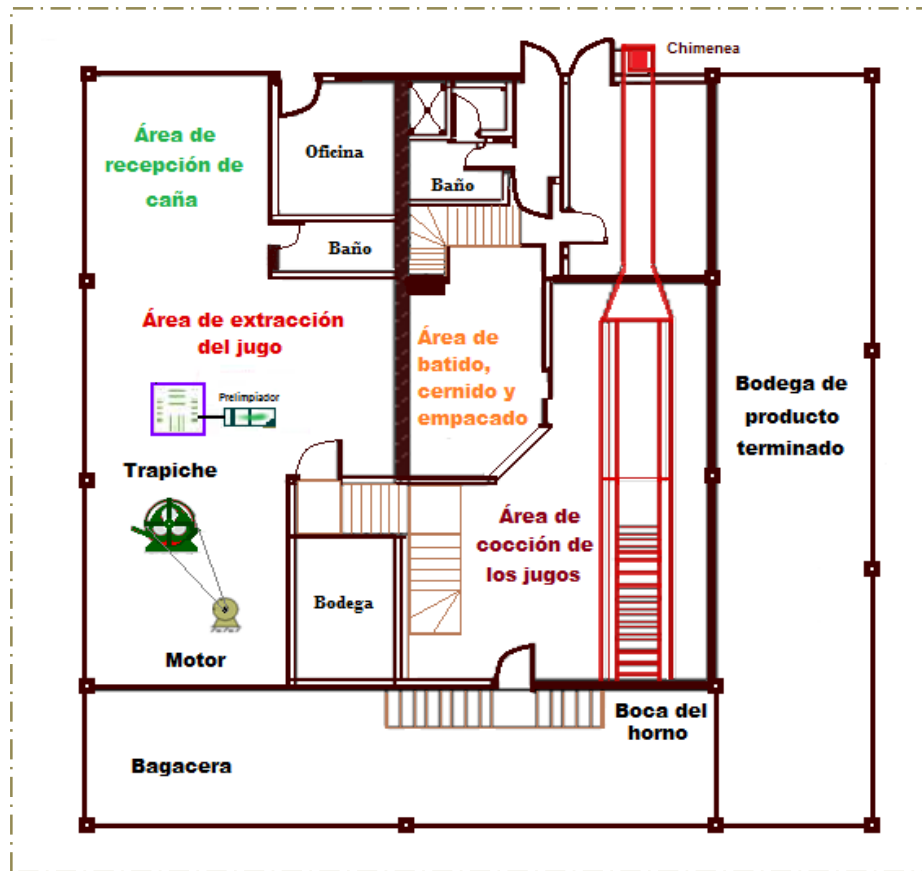 Chimenea
Área de
recepción de
caña
Oficina
Baño
Baño
Área de extracción
del jugo
Prelimpiador
Área de
batido,
cernido y
empacado
Bodega de
producto
terminado
Trapiche
Área de
cocción de
los jugos
Bodega
Motor
Boca del
horno
Bagacera